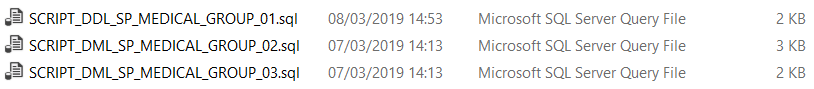 SCRIPT_DDL_SP_MEDICAL_GROUP_01.sql 08/03/2019 14:53 Microsoft SQL Server Query File 2 KB
SCRIPT_DML_SP_MEDICAL_GROUP_02.sql 07/03/2019 14:13 Microsoft SQL Server Query File 3 KB
SCRIPT_DML_SP_MEDICAL_GROUP_03.sql 07/03/2019 14:13 Microsoft SQL Server Query File 2 KB